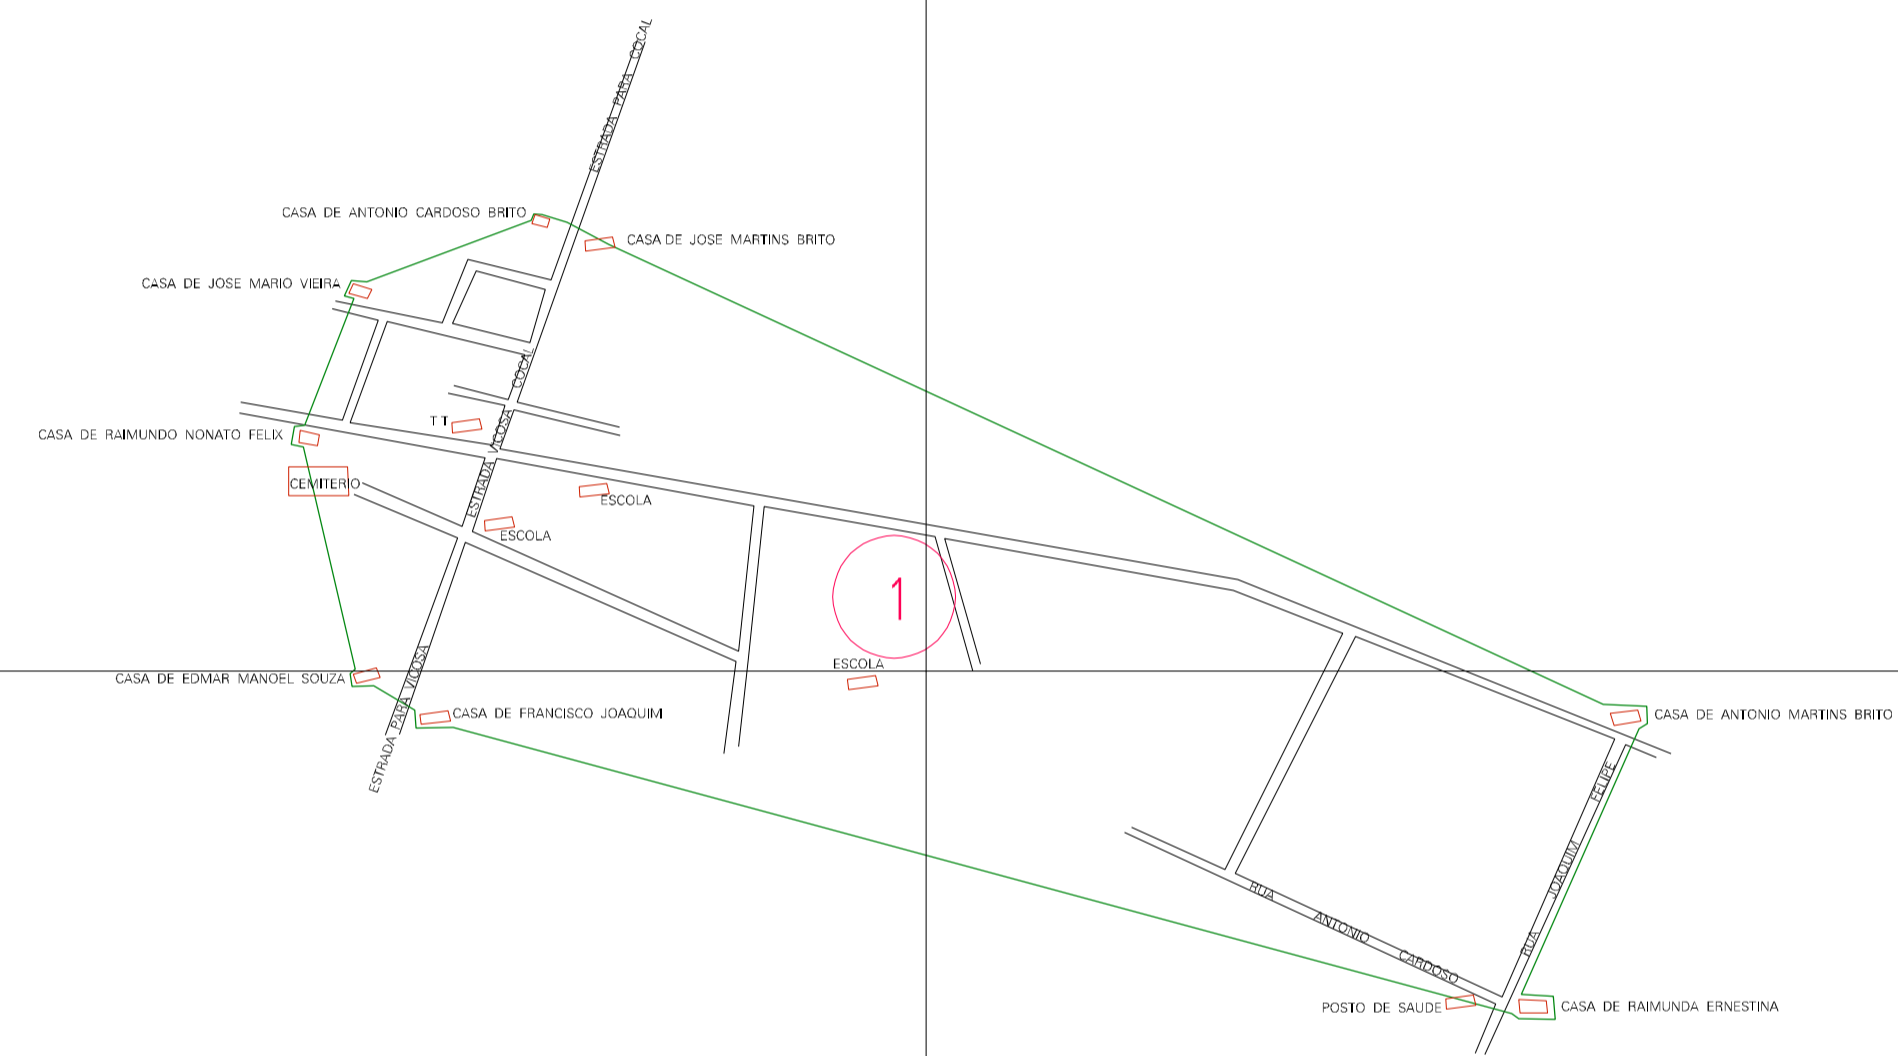 ESTRADA PARA COCAL
CASA DE ANTONIO CARDOSO BRITO
CASA DE JOSE MARTINS BRITO
CASA DE JOSE MARIO VIEIRA
ESTRADA VICOSA COCAL
T T
CASA DE RAIMUNDO NONATO FELIX
CEMITERIO
ESCOLA
ESCOLA
1
ESCOLA
CASA DE EDMAR MANOEL SOUZA
ESTRADA PARA VICOSA
CASA DE FRANCISCO JOAQUIM
CASA DE ANTONIO MARTINS BRITO
RUA JOAQUIM FELIPE
RUA ANTONIO CARDOSO
POSTO DE SAUDE
CASA DE RAIMUNDA ERNESTINA